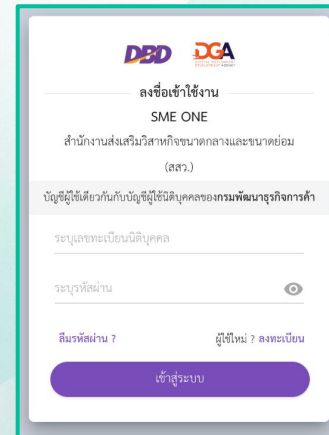 DBD DGA
ลงชื่อเข้าใช้งาน
SME ONE
สำนักงานส่งเสริมวิสาหกิจขนาดกลางและขนาดย่อม
(สสว.)
บัญชีผู้ใช้เดียวกันกับบัญชีผู้ใช้นิติบุคคลของกรมพัฒนาธุรกิจการค้า
ระบุเลขทะเบียนนิติบุคคล
ระบุรหัสผ่าน
ลืมรหัสผ่าน ? ผู้ใช้ใหม่ ? ลงทะเบียน
เข้าสู่ระบบ